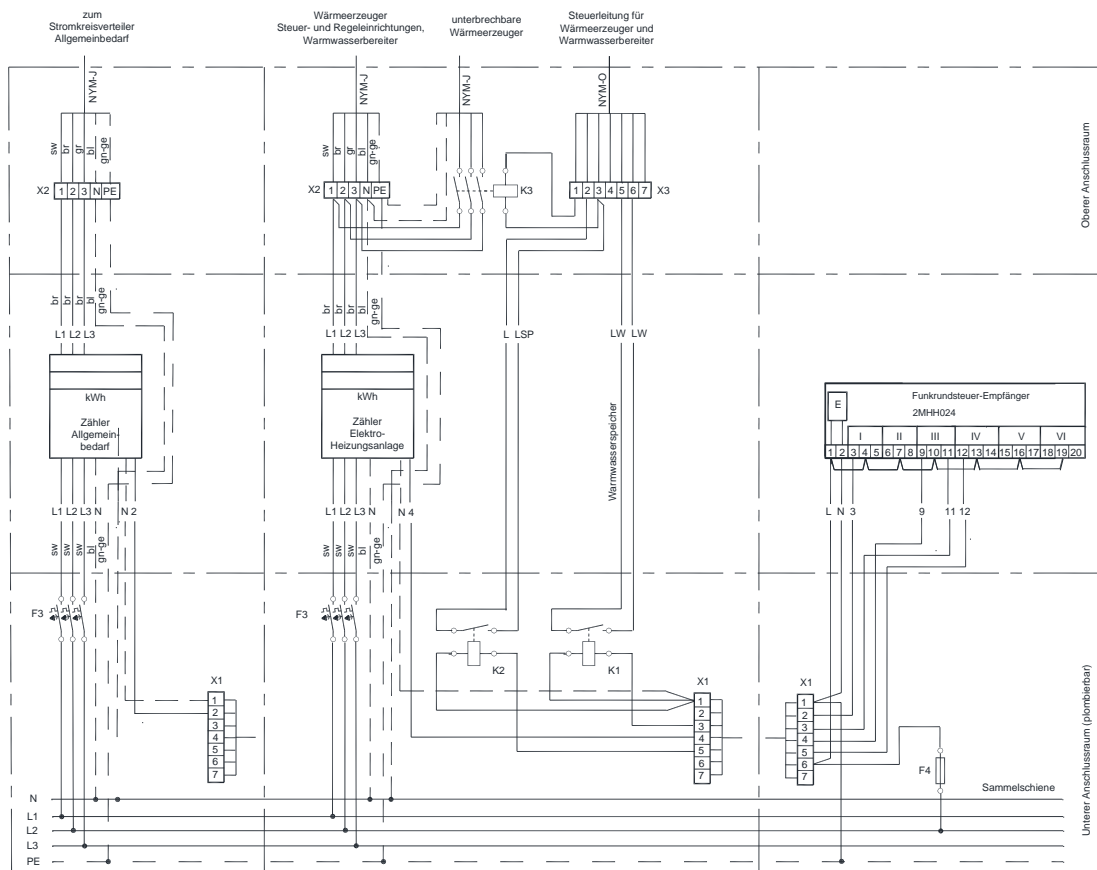 zum
Stromkreisverteiler
Allgemeinbedarf
Wärmeerzeuger
Steuer- und Regeleinrichtungen,
Warmwasserbereiter
unterbrechbare
Wärmeerzeuger
Steuerleitung für
Wärmeerzeuger und
Warmwasserbereiter
NYM-J
NYM-J
NYM-J
NYM-O
sw br gr bl gn-ge
sw br gr bl gn-ge
X2 1 2 3 N PE
X2 1 2 3 N PE
K3
1 2 3 4 5 6 7 X3
Oberer Anschlussraum
br br br bl gn-ge
br br br bl gn-ge
L1 L2 L3
L1 L2 L3
L LSP
LW LW
kWh
Zähler
Allgemein-
bedarf
kWh
Zähler
Elektro-
Heizungsanlage
Warmwasserspeicher
E
Funkrundsteuer-Empfänger
2MHH024
I II III IV V VI
1 2 3 4 5 6 7 8 9 10 11 12 13 14 15 16 17 18 19 20
L1 L2 L3 N N 2
L1 L2 L3 N N 4
L N 3 9 11 12
sw sw sw bl gn-ge
sw sw sw bl
F3
F3
K2
K1
X1
1
2
3
4
5
6
7
X1
1
2
3
4
5
6
7
X1
1
2
3
4
5
6
7
F4
Sammelschiene
Unterer Anschlussraum (plombierbar)
N
L1
L2
L3
PE